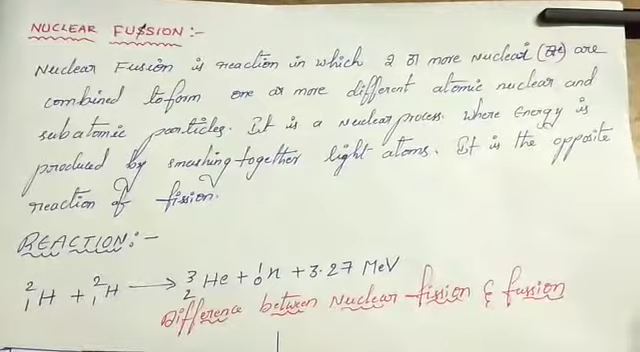 NUCLEAR FUSSION :-
Nuclear Fusion is reaction in which 2 or more Nuclear are
combined to form one or more different atomic nuclear and
subatomic particles. It is a nuclear process. Where Energy is
produced by smashing together light atoms. It is the opposite
reaction of fission.
REACTION :-
²₁H + ²₁H → ³₂He + ¹₀n + 3.27 MeV
Difference between Nuclear fission & fussion